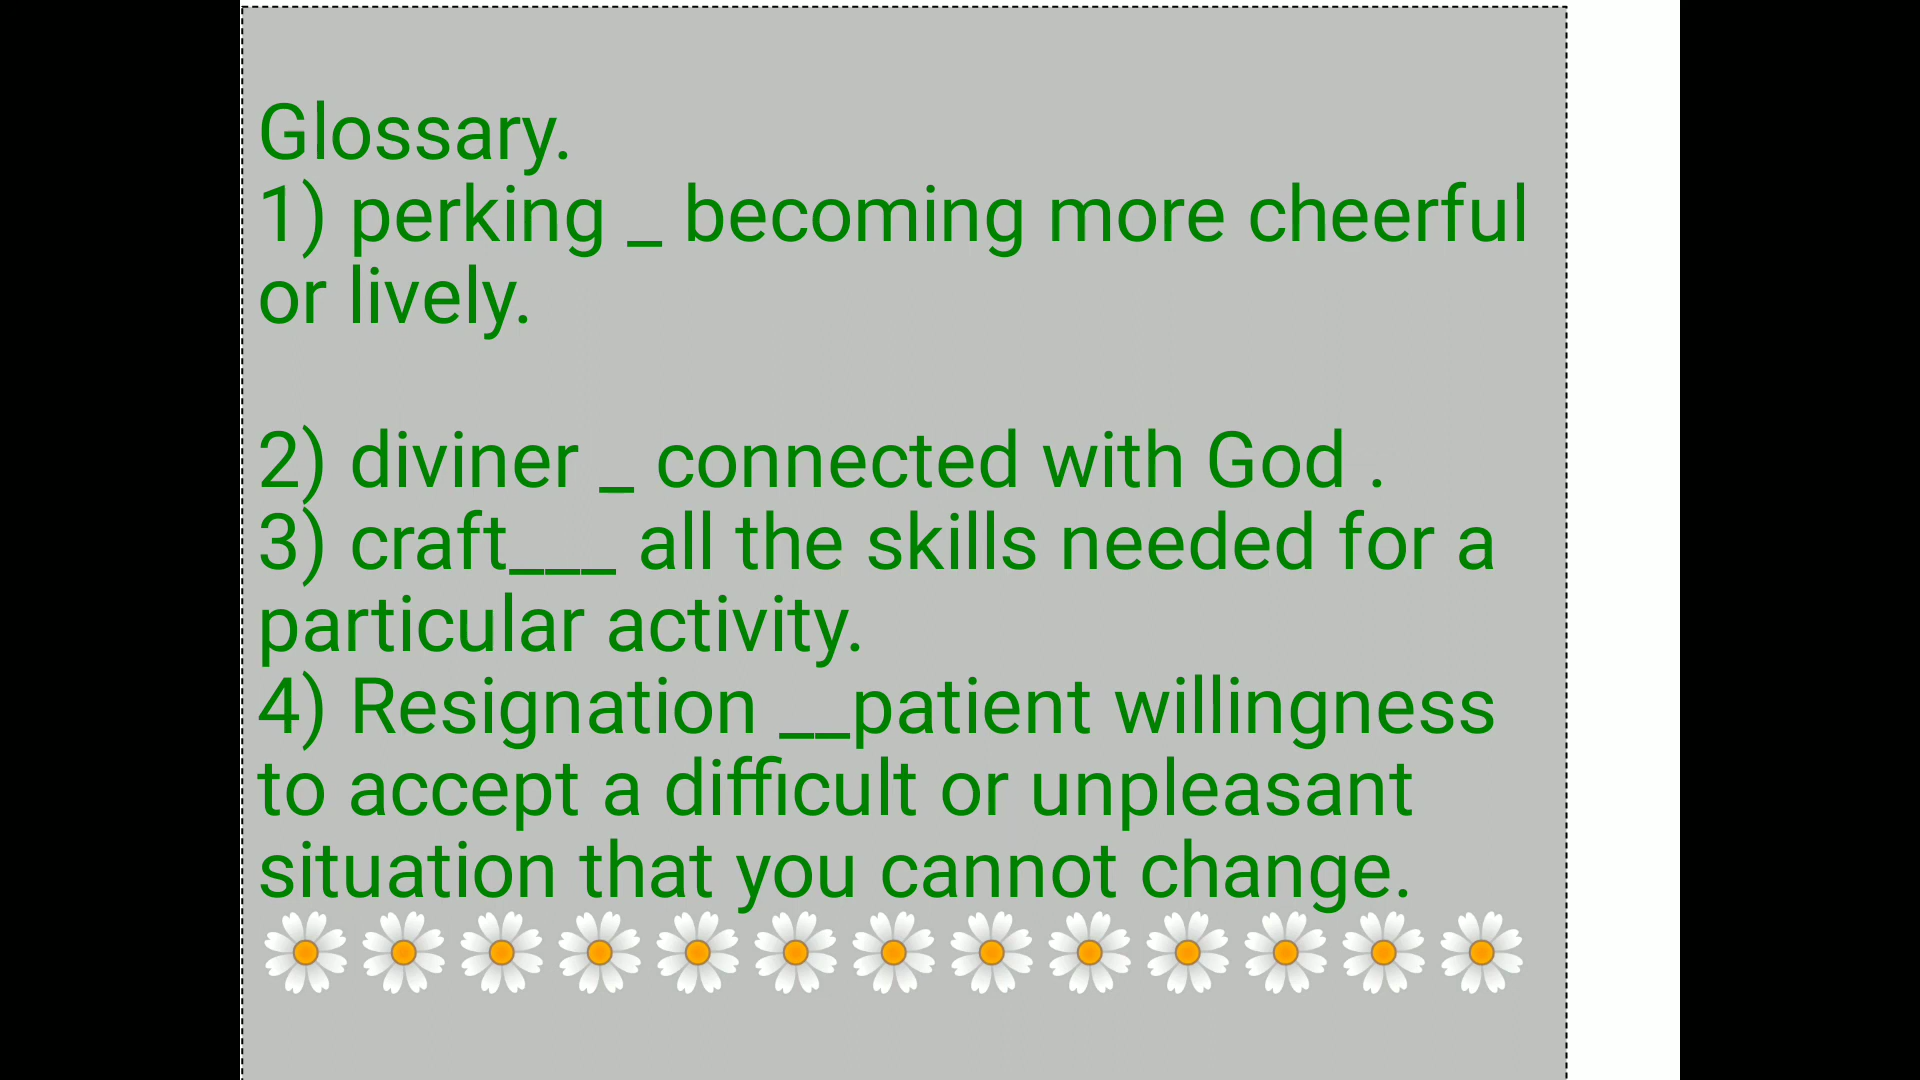 Glossary.
1) perking _ becoming more cheerful
or lively.
2) diviner _ connected with God .
3) craft___ all the skills needed for a
particular activity.
4) Resignation __patient willingness
to accept a difficult or unpleasant
situation that you cannot change.